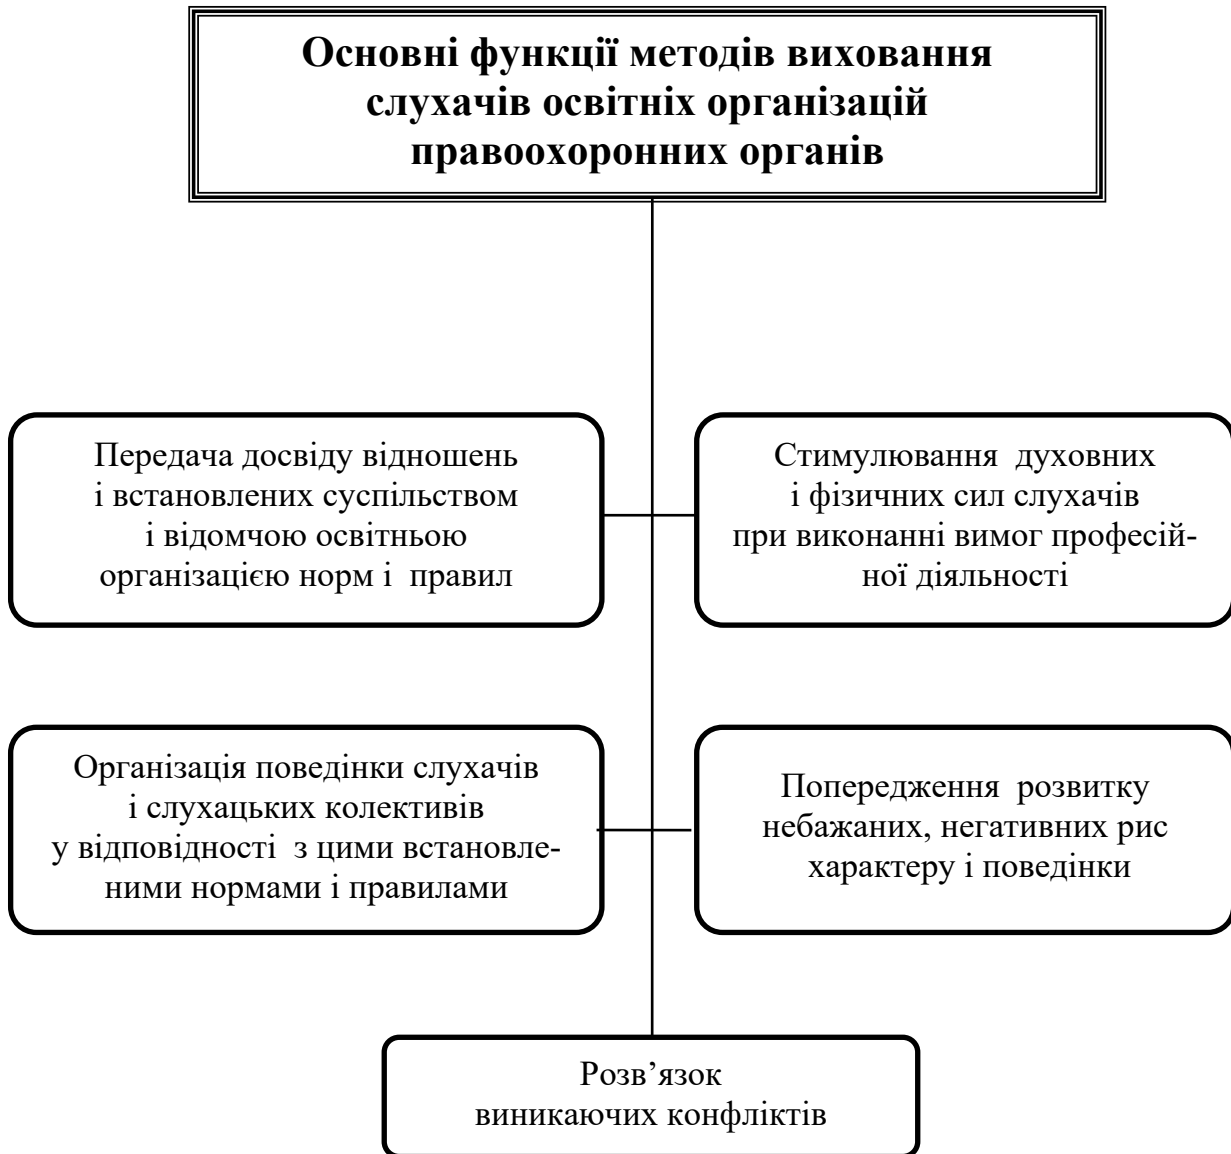 Основні функції методів виховання
слухачів освітніх організацій
правоохоронних органів
Передача досвіду відношень
і встановлених суспільством
і відомчою освітньою
організацією норм і правил
Стимулювання духовних
і фізичних сил слухачів
при виконанні вимог професій-
ної діяльності
Організація поведінки слухачів
і слухацьких колективів
у відповідності з цими встановле-
ними нормами і правилами
Попередження розвитку
небажаних, негативних рис
характеру і поведінки
Розв’язок
виникаючих конфліктів